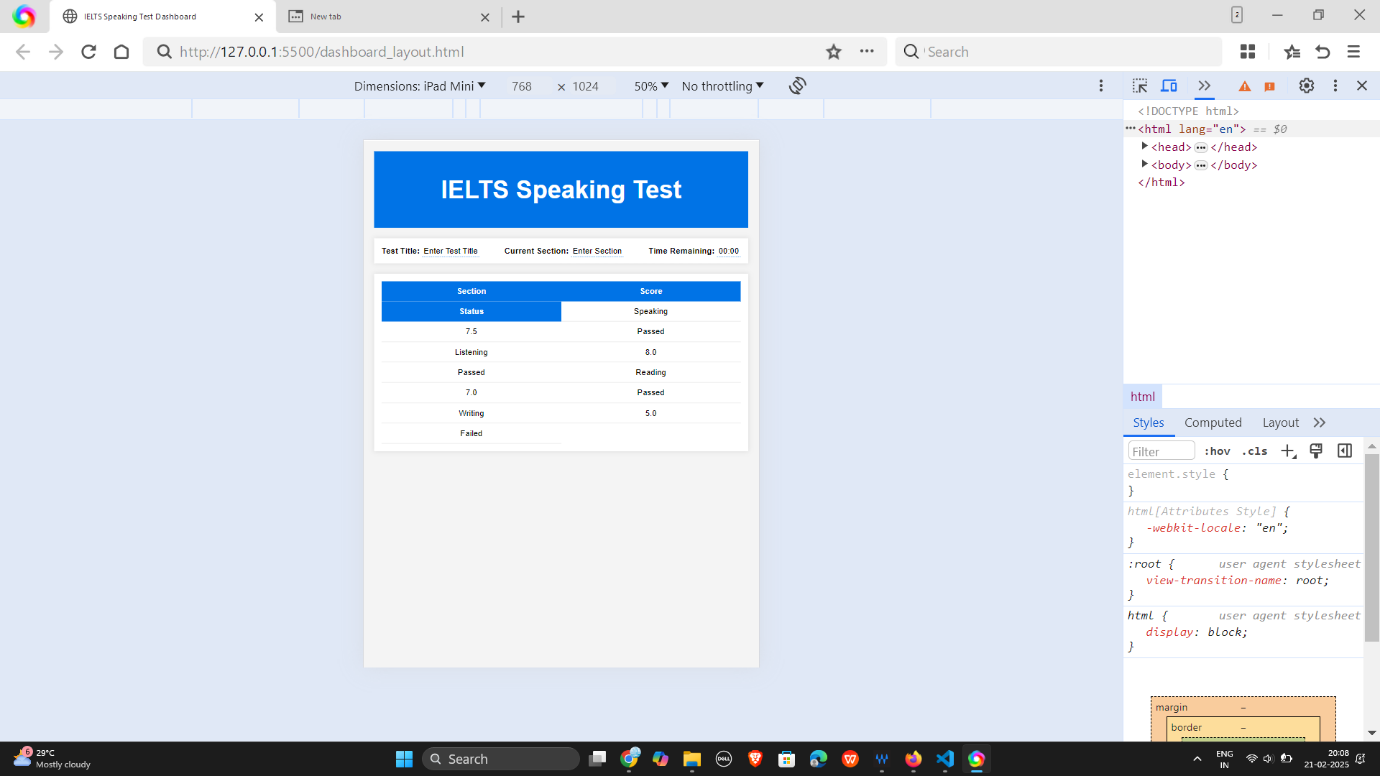 IELTS Speaking Test Dashboard
New tab
http://127.0.0.1:5500/dashboard_layout.html
Search
Dimensions: iPad Mini 768 × 1024 50% No throttling
<!DOCTYPE html>
<html lang="en"> == $0
<head> </head>
<body> </body>
</html>
IELTS Speaking Test
Test Title: Enter Test Title Current Section: Enter Section Time Remaining: 00:00
Section Score
Status Speaking
7.5 Passed
Listening 8.0
Passed Reading
7.0 Passed
Writing 5.0
Failed
html
Styles Computed Layout
Filter :hov .cls
element.style {
}
html[Attributes Style] {
-webkit-locale: "en";
}
:root { user agent stylesheet
view-transition-name: root;
}
html { user agent stylesheet
display: block;
}
margin –
border –
6
29°C
Mostly cloudy
Search
DELL
ENG
IN
20:08
21-02-2025